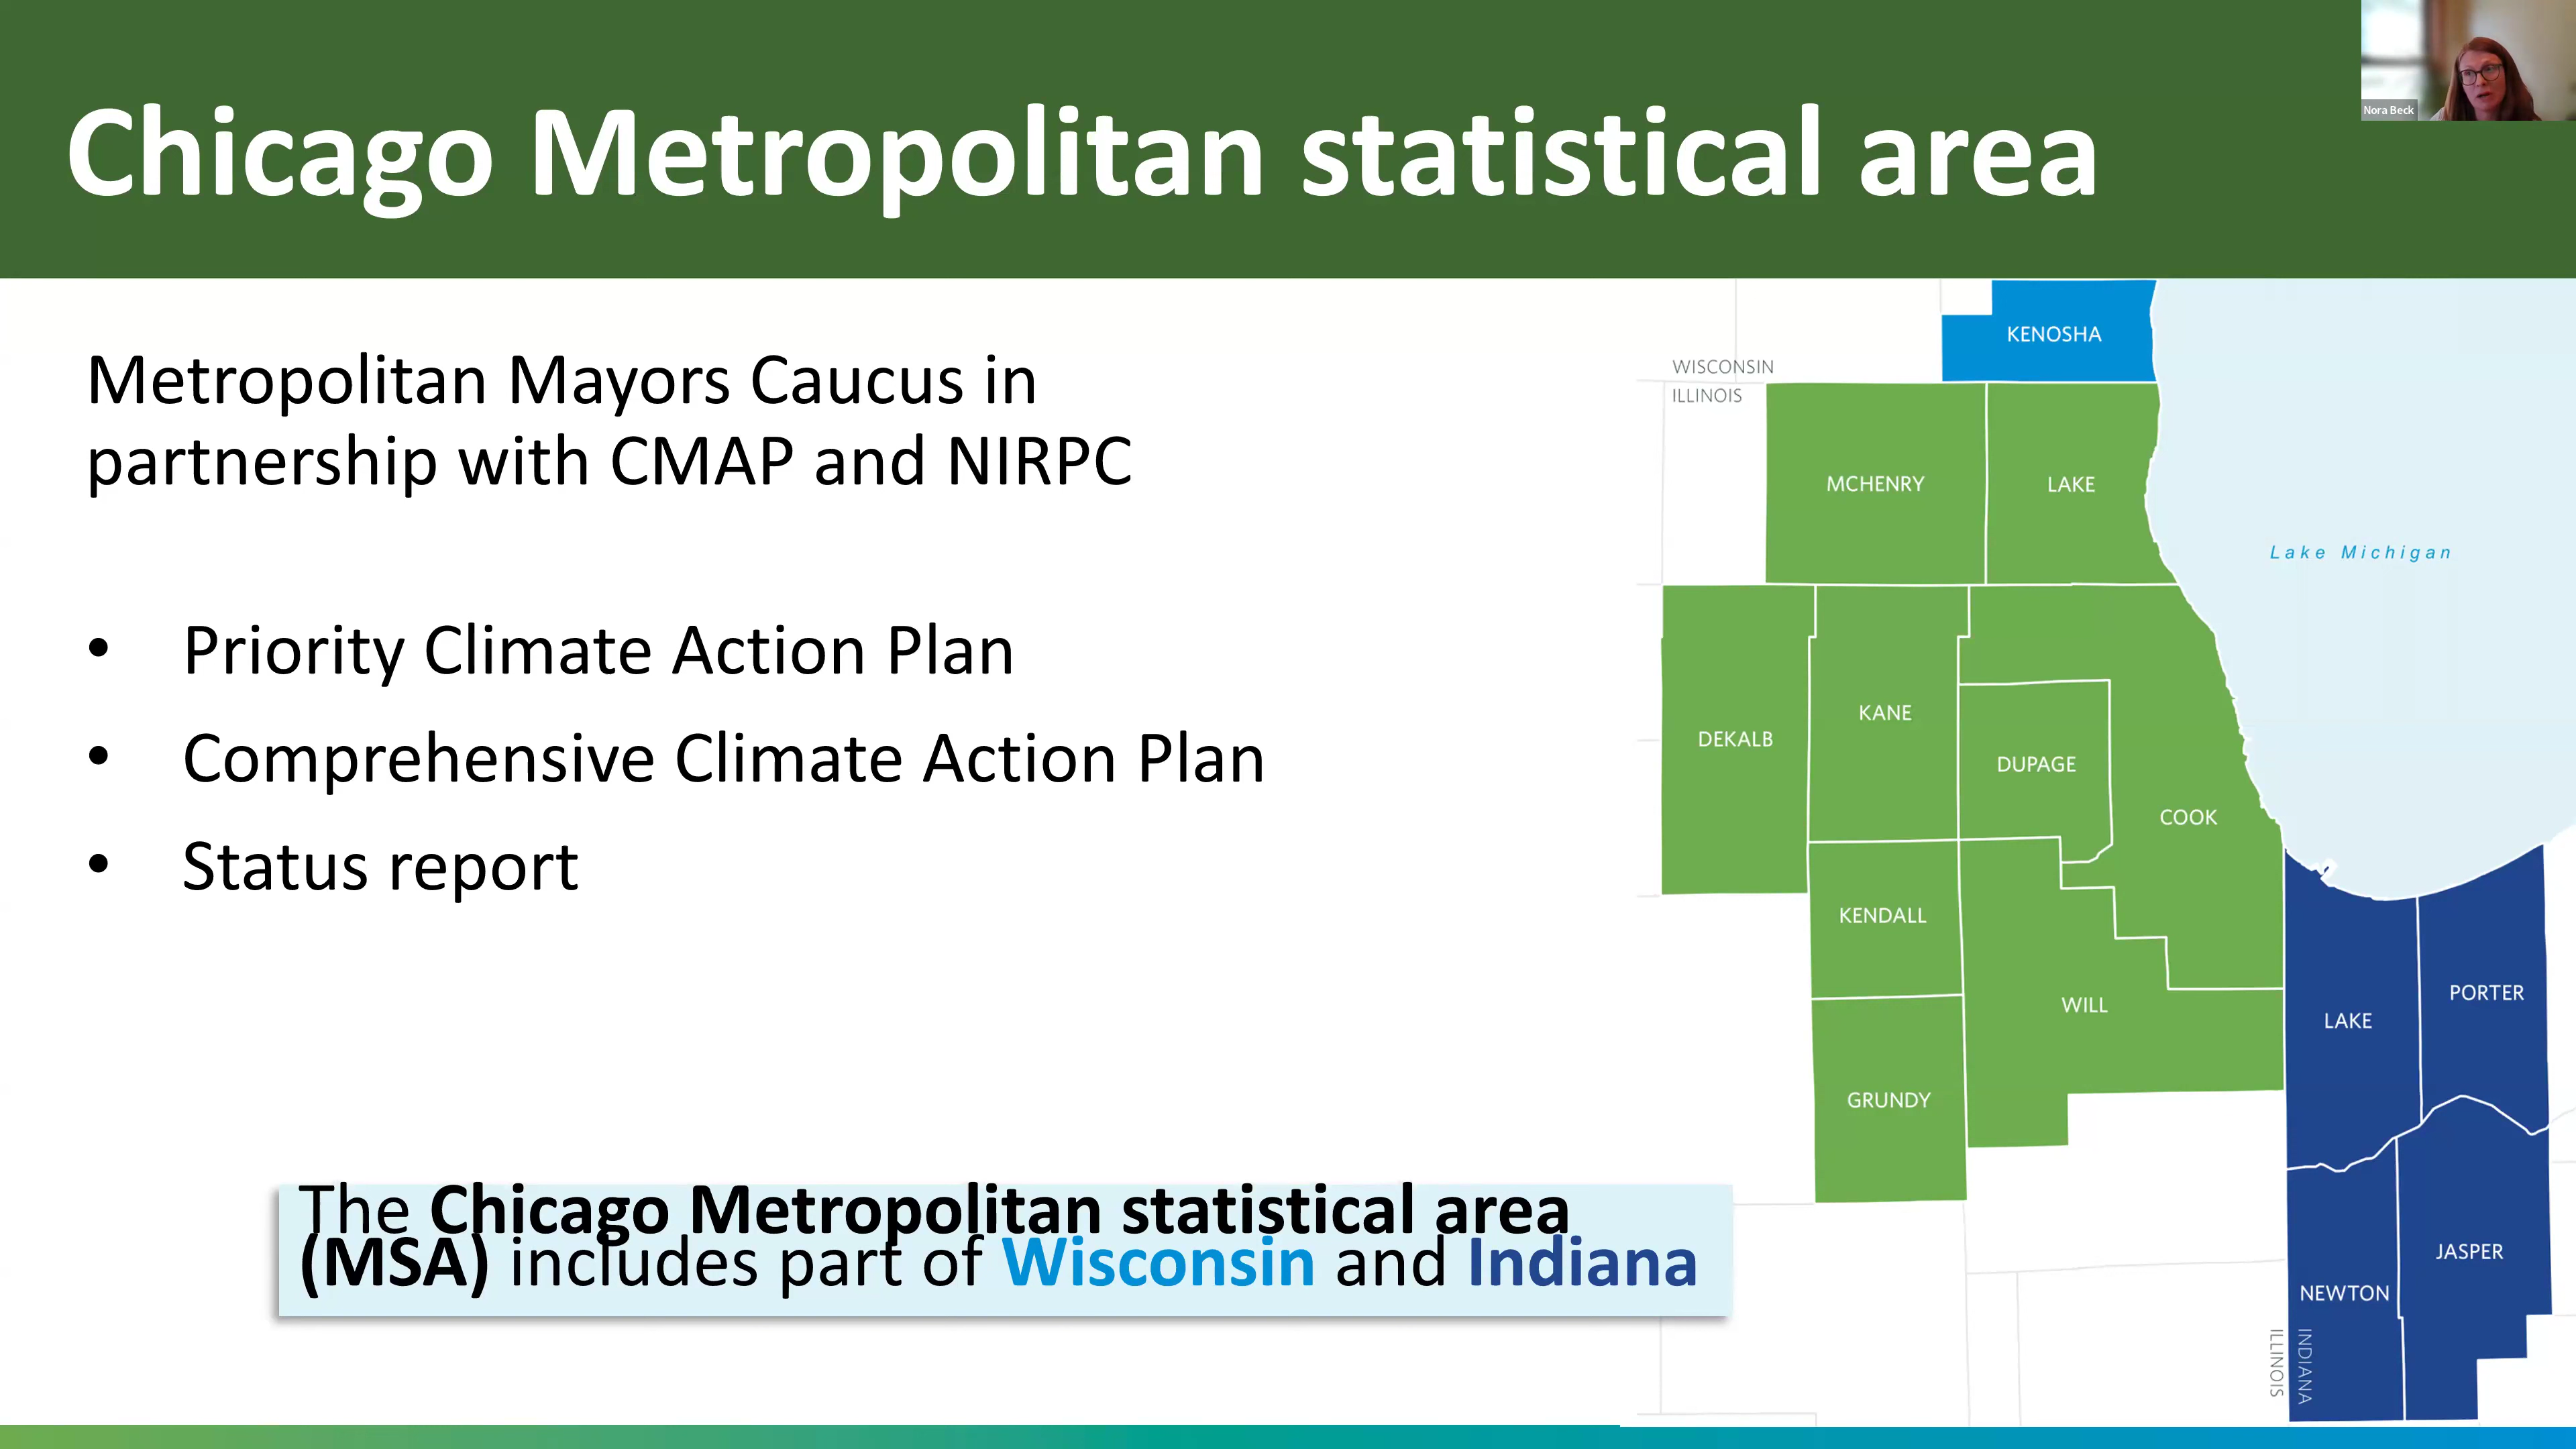 Chicago Metropolitan statistical area
Nora Beck
Metropolitan Mayors Caucus in
partnership with CMAP and NIRPC
• Priority Climate Action Plan
• Comprehensive Climate Action Plan
• Status report
The Chicago Metropolitan statistical area
(MSA) includes part of Wisconsin and Indiana
KENOSHA
WISCONSIN
ILLINOIS
MCHENRY
LAKE
Lake Michigan
DEKALB
KANE
DUPAGE
COOK
KENDALL
WILL
GRUNDY
LAKE
PORTER
JASPER
NEWTON
ILLINOIS
INDIANA